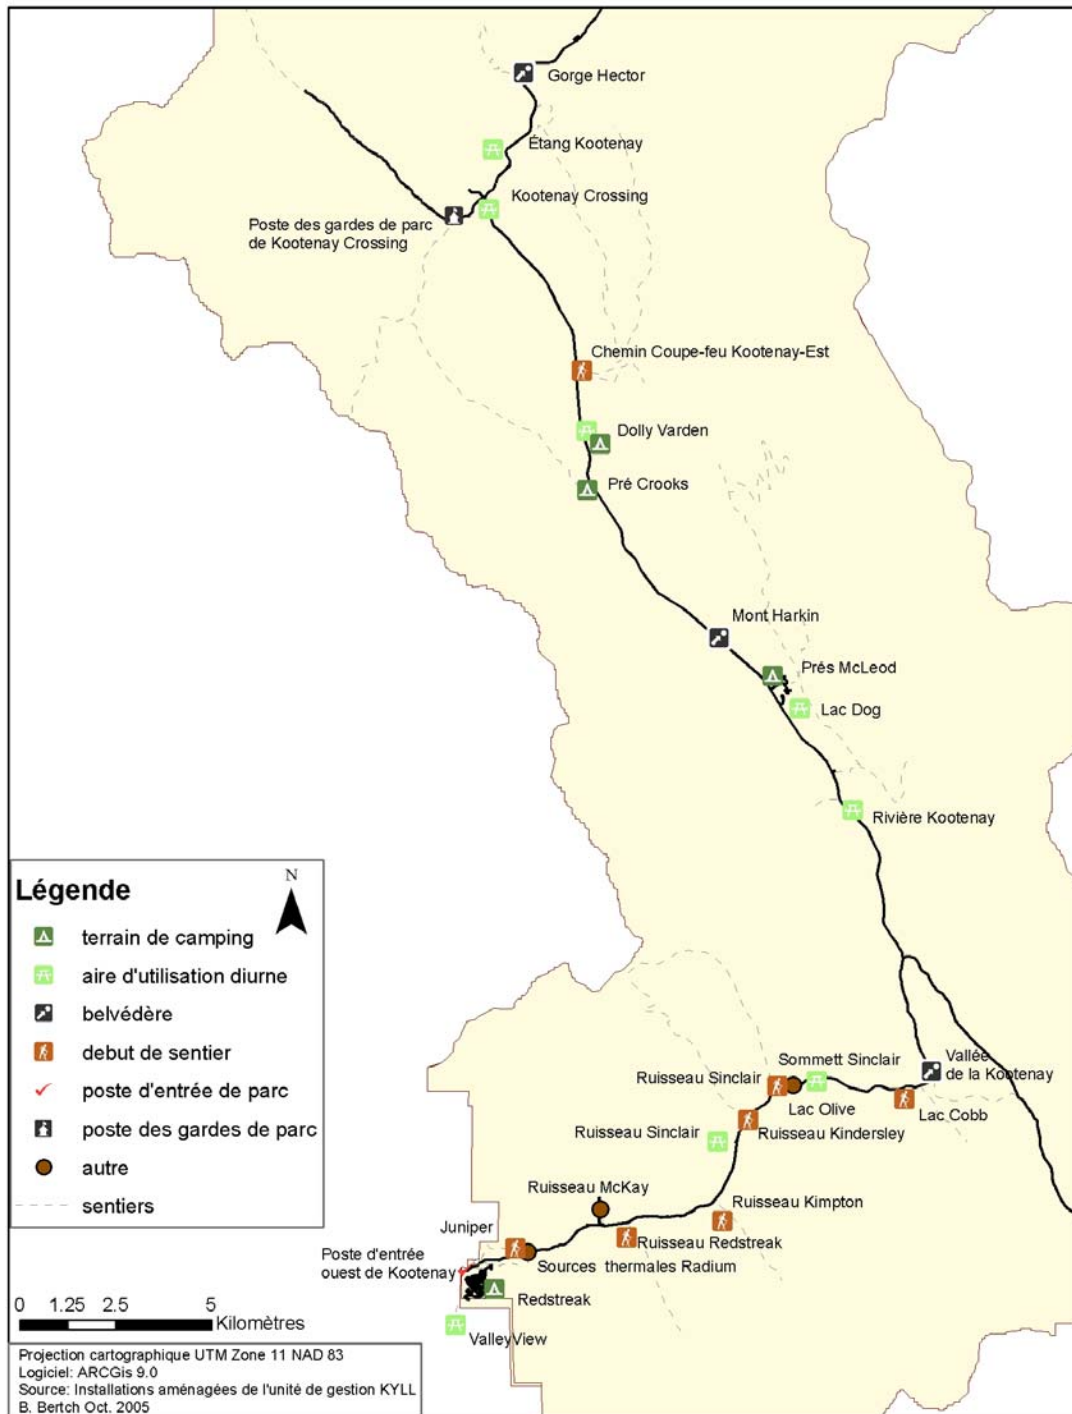 Gorge Hector
Étang Kootenay
Kootenay Crossing
Poste des gardes de parc
de Kootenay Crossing
Chemin Coupe-feu Kootenay-Est
Dolly Varden
Pré Crooks
Mont Harkin
Prés McLeod
Lac Dog
Rivière Kootenay
Légende
N
terrain de camping
aire d'utilisation diurne
belvédère
debut de sentier
poste d'entrée de parc
poste des gardes de parc
autre
sentiers
Sommett Sinclair
Vallée
de la Kootenay
Ruisseau Sinclair
Lac Olive
Lac Cobb
Ruisseau Sinclair
Ruisseau Kindersley
Ruisseau McKay
Ruisseau Kimpton
Juniper
Ruisseau Redstreak
Poste d'entrée
ouest de Kootenay
Sources thermales Radium
Redstreak
ValleyView
0 1.25 2.5 5
Kilomètres
Projection cartographique UTM Zone 11 NAD 83
Logiciel: ARCGis 9.0
Source: Installations aménagées de l'unité de gestion KYLL
B. Bertch Oct. 2005